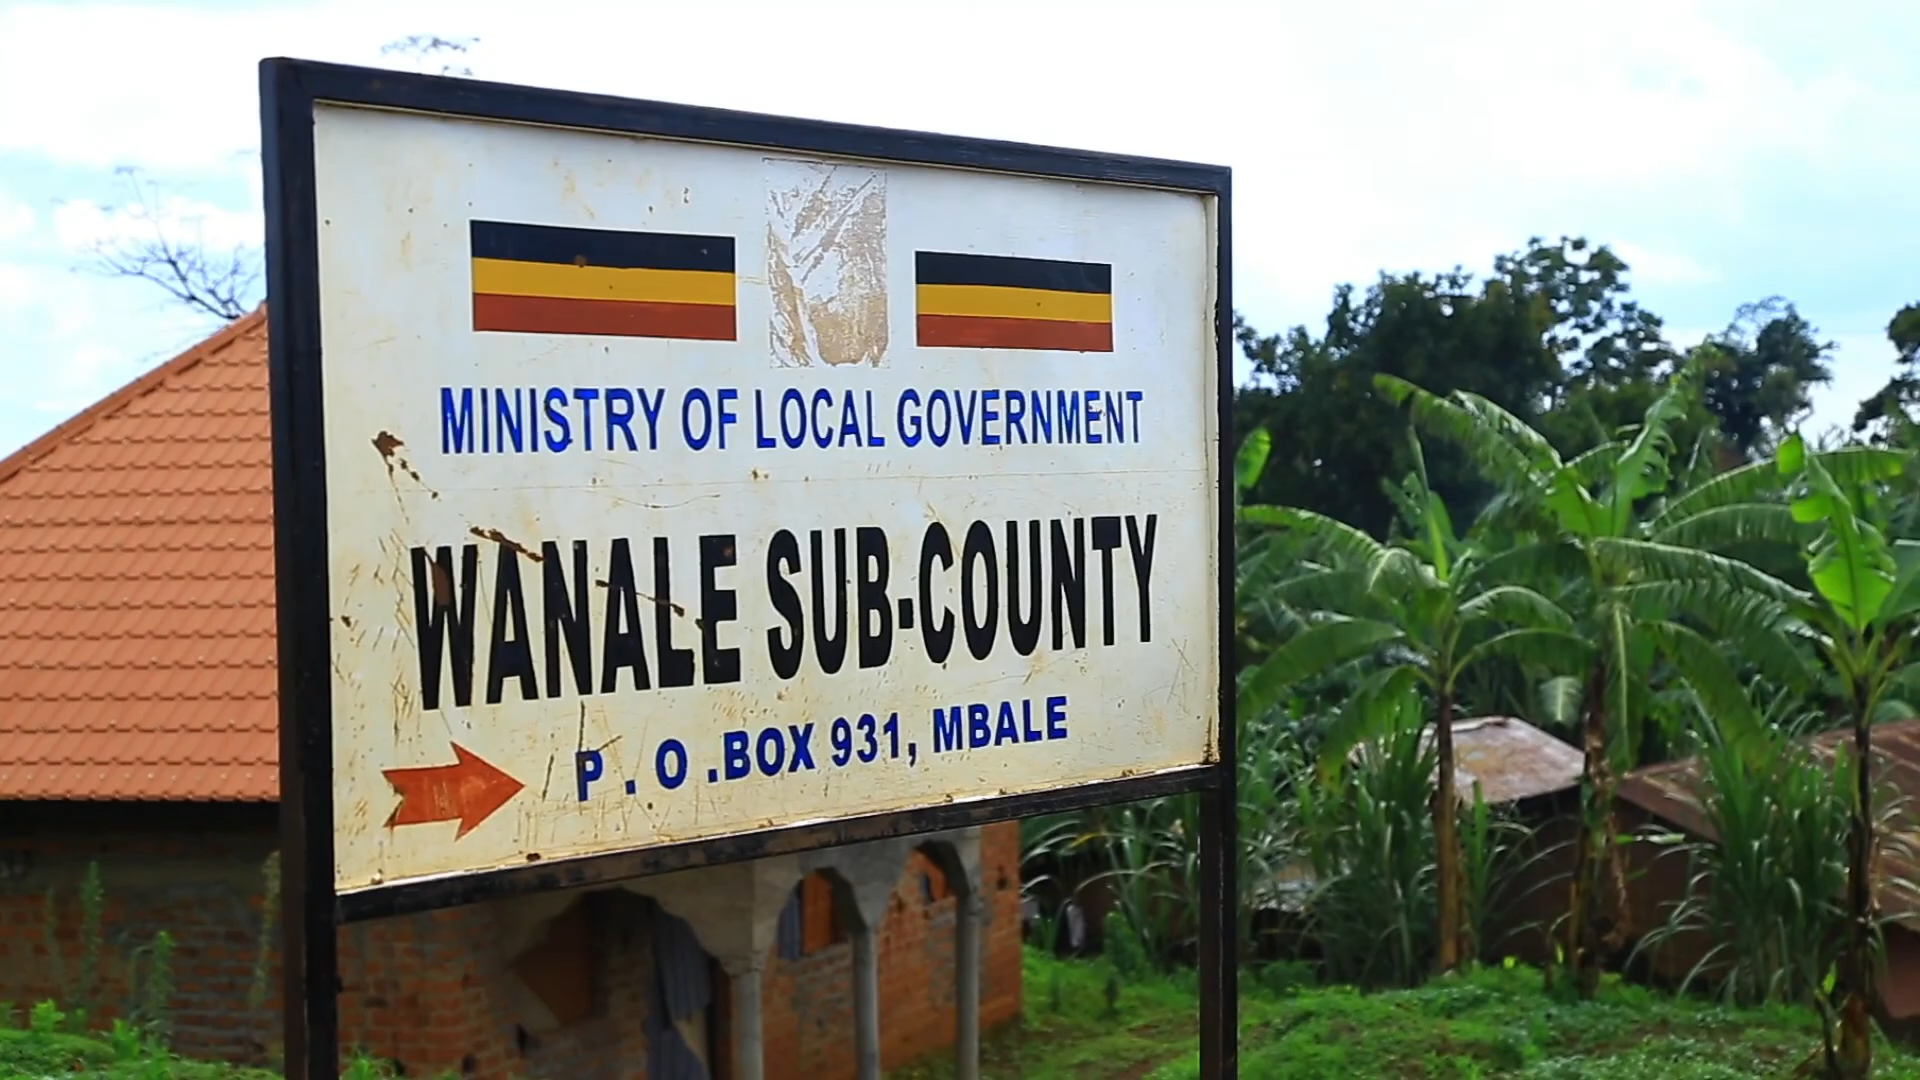 MINISTRY OF LOCAL GOVERNMENT
WANALE SUB-COUNTY
P . O .BOX 931, MBALE